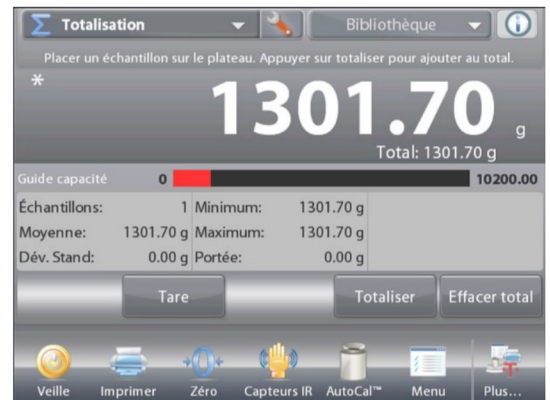 Totalisation
Bibliothèque
Placer un échantillon sur le plateau. Appuyer sur totaliser pour ajouter au total.
* 1301.70 g
Total: 1301.70 g
Guide capacité 0 10200.00
Échantillons: 1 Minimum: 1301.70 g
Moyenne: 1301.70 g Maximum: 1301.70 g
Dév. Stand: 0.00 g Portée: 0.00 g
Tare Totaliser Effacer total
Veille Imprimer Zéro Capteurs IR AutoCal™ Menu Plus...